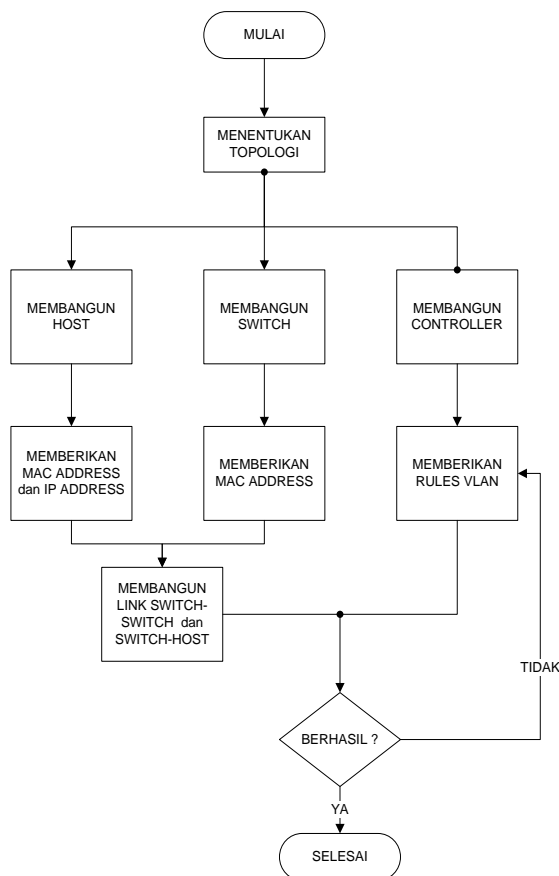 MULAI
MENENTUKAN
TOPOLOGI
MEMBANGUN
HOST
MEMBANGUN
SWITCH
MEMBANGUN
CONTROLLER
MEMBERIKAN
MAC ADDRESS
dan IP ADDRESS
MEMBERIKAN
MAC ADDRESS
MEMBERIKAN
RULES VLAN
MEMBANGUN
LINK SWITCH-
SWITCH dan
SWITCH-HOST
TIDAK
BERHASIL ?
YA
SELESAI